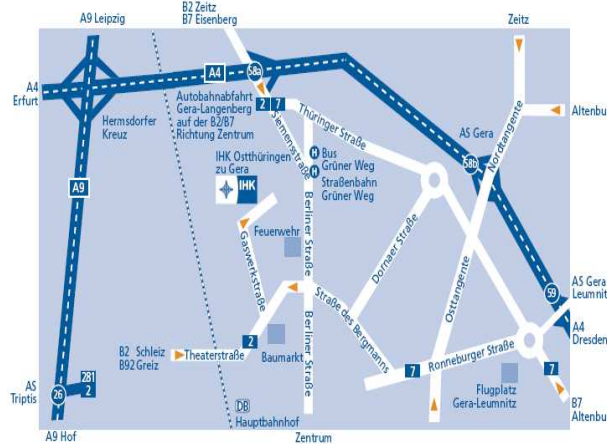 A9 Leipzig
B2 Zeitz
B7 Eisenberg
Zeitz
A4
Erfurt
A4
58a
Hermsdorfer
Kreuz
Autobahnabfahrt
Gera-Langenberg
auf der B2/B7
Richtung Zentrum
2 7
Siemensstraße
Thüringer Straße
Nordtangente
Altenbu
AS Gera
58b
IHK Ostthüringen
zu Gera
IHK
H Bus
Grüner Weg
H Straßenbahn
Grüner Weg
A9
Gaswerkstraße
Feuerwehr
Berliner Straße
Dornaer Straße
Osttangente
59
AS Gera
Leumnit
A4
Dresden
Straße des Bergmanns
Berliner Straße
B2 Schleiz
B92 Greiz
Theaterstraße
2
Baumarkt
7
Ronneburger Straße
7
Flugplatz
Gera-Leumnitz
B7
Altenbu
AS
Triptis
26
281
2
DB
Hauptbahnhof
A9 Hof
Zentrum